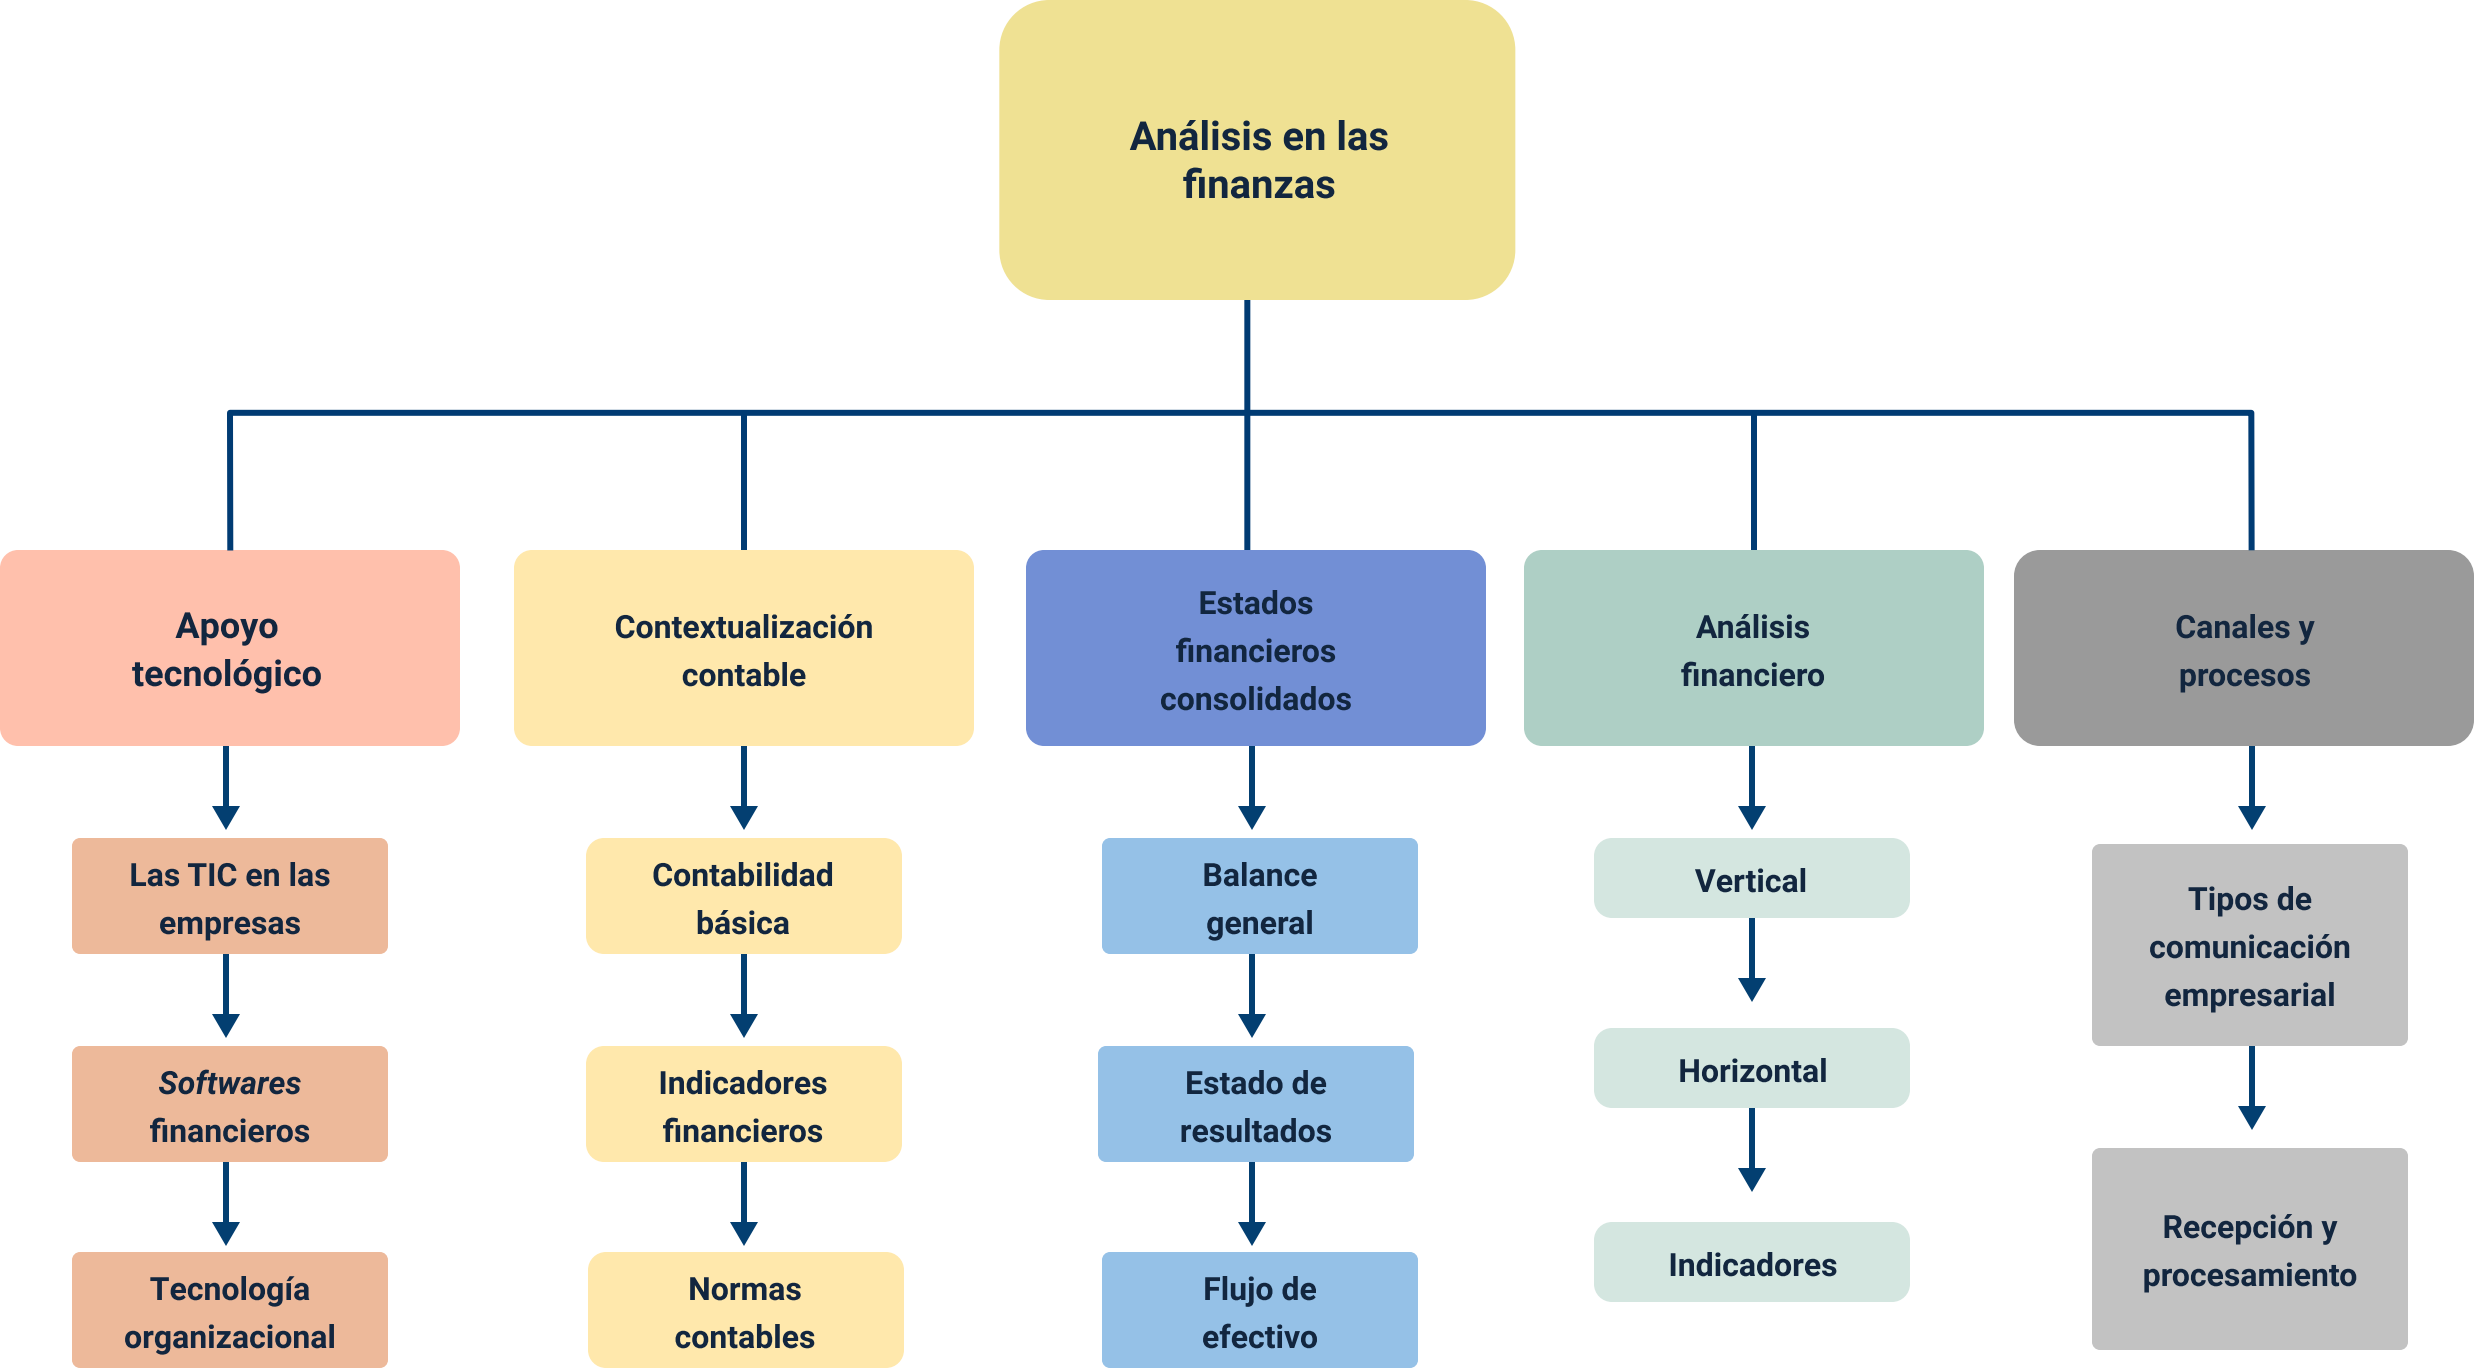 Análisis en las
finanzas
Apoyo
tecnológico
Contextualización
contable
Estados
financieros
consolidados
Análisis
financiero
Canales y
procesos
Las TIC en las
empresas
Softwares
financieros
Tecnología
organizacional
Contabilidad
básica
Indicadores
financieros
Normas
contables
Balance
general
Estado de
resultados
Flujo de
efectivo
Vertical
Horizontal
Indicadores
Tipos de
comunicación
empresarial
Recepción y
procesamiento